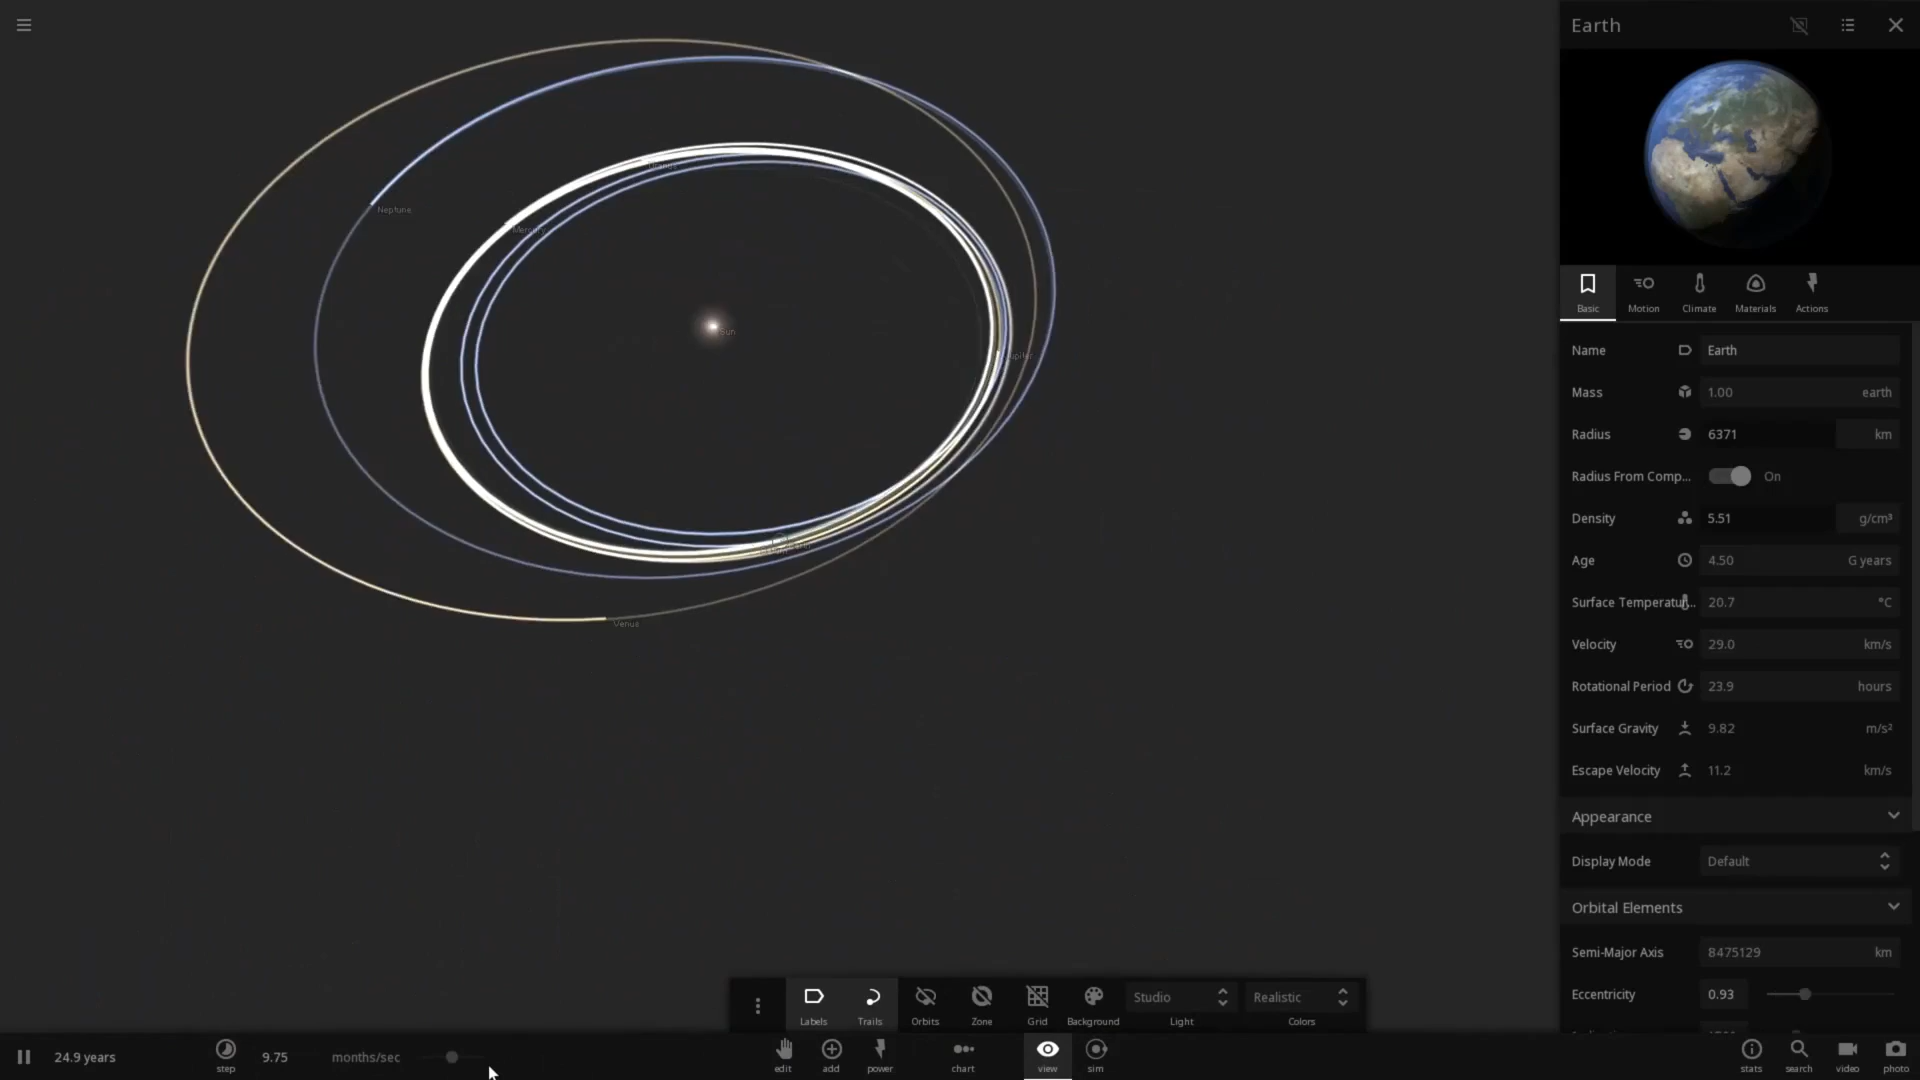 Earth
Neptune
Uranus
Mercury
Sun
Jupiter
Venus
Basic
Motion
Climate
Materials
Actions
Name Earth
Mass 1.00 earth
Radius 6371 km
Radius From Comp... On
Density 5.51 g/cm³
Age 4.50 G years
Surface Temperatur... 20.7 °C
Velocity 29.0 km/s
Rotational Period 23.9 hours
Surface Gravity 9.82 m/s²
Escape Velocity 11.2 km/s
Appearance
Display Mode Default
Orbital Elements
Semi-Major Axis 8475129 km
Eccentricity 0.93
Labels
Trails
Orbits
Zone
Grid
Background
Studio
Light
Realistic
Colors
24.9 years
step
9.75 months/sec
edit
add
power
chart
view
sim
stats
search
video
photo